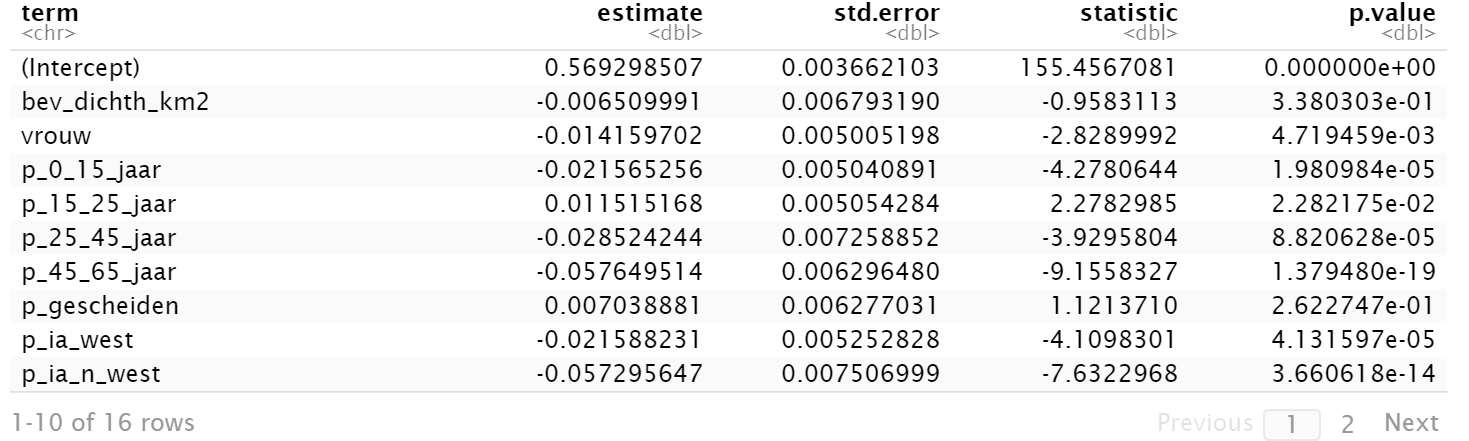 term estimate std.error statistic p.value
<chr> <dbl> <dbl> <dbl> <dbl>
(Intercept) 0.569298507 0.003662103 155.4567081 0.000000e+00
bev_dichth_km2 -0.006509991 0.006793190 -0.9583113 3.380303e-01
vrouw -0.014159702 0.005005198 -2.8289992 4.719459e-03
p_0_15_jaar -0.021565256 0.005040891 -4.2780644 1.980984e-05
p_15_25_jaar 0.011515168 0.005054284 2.2782985 2.282175e-02
p_25_45_jaar -0.028524244 0.007258852 -3.9295804 8.820628e-05
p_45_65_jaar -0.057649514 0.006296480 -9.1558327 1.379480e-19
p_gescheiden 0.007038881 0.006277031 1.1213710 2.622747e-01
p_ia_west -0.021588231 0.005252828 -4.1098301 4.131597e-05
p_ia_n_west -0.057295647 0.007506999 -7.6322968 3.660618e-14
1-10 of 16 rows Previous 1 2 Next